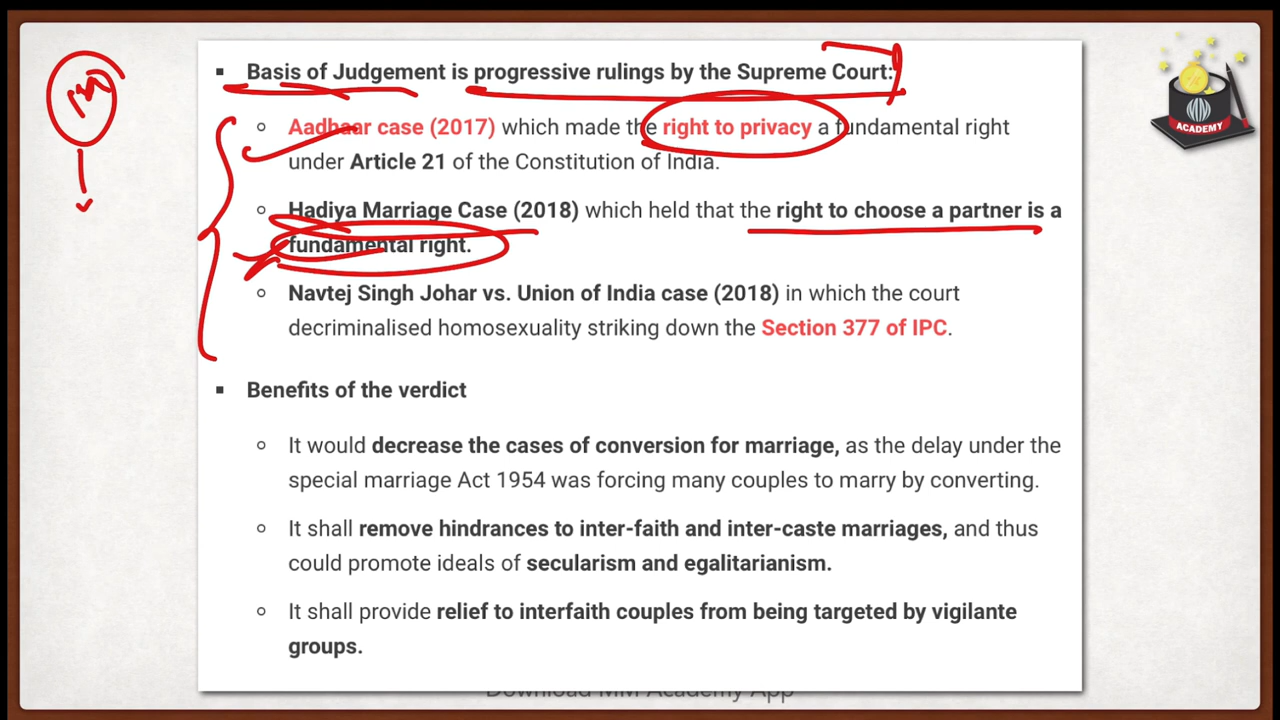 Basis of Judgement is progressive rulings by the Supreme Court:
Aadhaar case (2017) which made the right to privacy a fundamental right
under Article 21 of the Constitution of India.
Hadiya Marriage Case (2018) which held that the right to choose a partner is a
fundamental right.
Navtej Singh Johar vs. Union of India case (2018) in which the court
decriminalised homosexuality striking down the Section 377 of IPC.
Benefits of the verdict
It would decrease the cases of conversion for marriage, as the delay under the
special marriage Act 1954 was forcing many couples to marry by converting.
It shall remove hindrances to inter-faith and inter-caste marriages, and thus
could promote ideals of secularism and egalitarianism.
It shall provide relief to interfaith couples from being targeted by vigilante
groups.
Download MM Academy App
ACADEMY